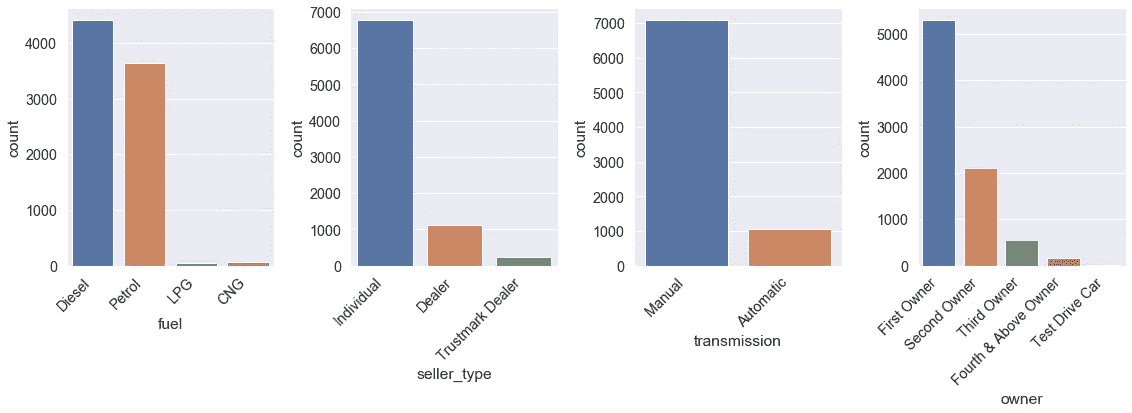 4000
3000
2000
1000
0
count
Diesel
Petrol
LPG
CNG
fuel
7000
6000
5000
4000
3000
2000
1000
0
count
Individual
Dealer
Trustmark Dealer
seller_type
7000
6000
5000
4000
3000
2000
1000
0
count
Manual
Automatic
transmission
5000
4000
3000
2000
1000
0
count
First Owner
Second Owner
Third Owner
Fourth & Above Owner
Test Drive Car
owner